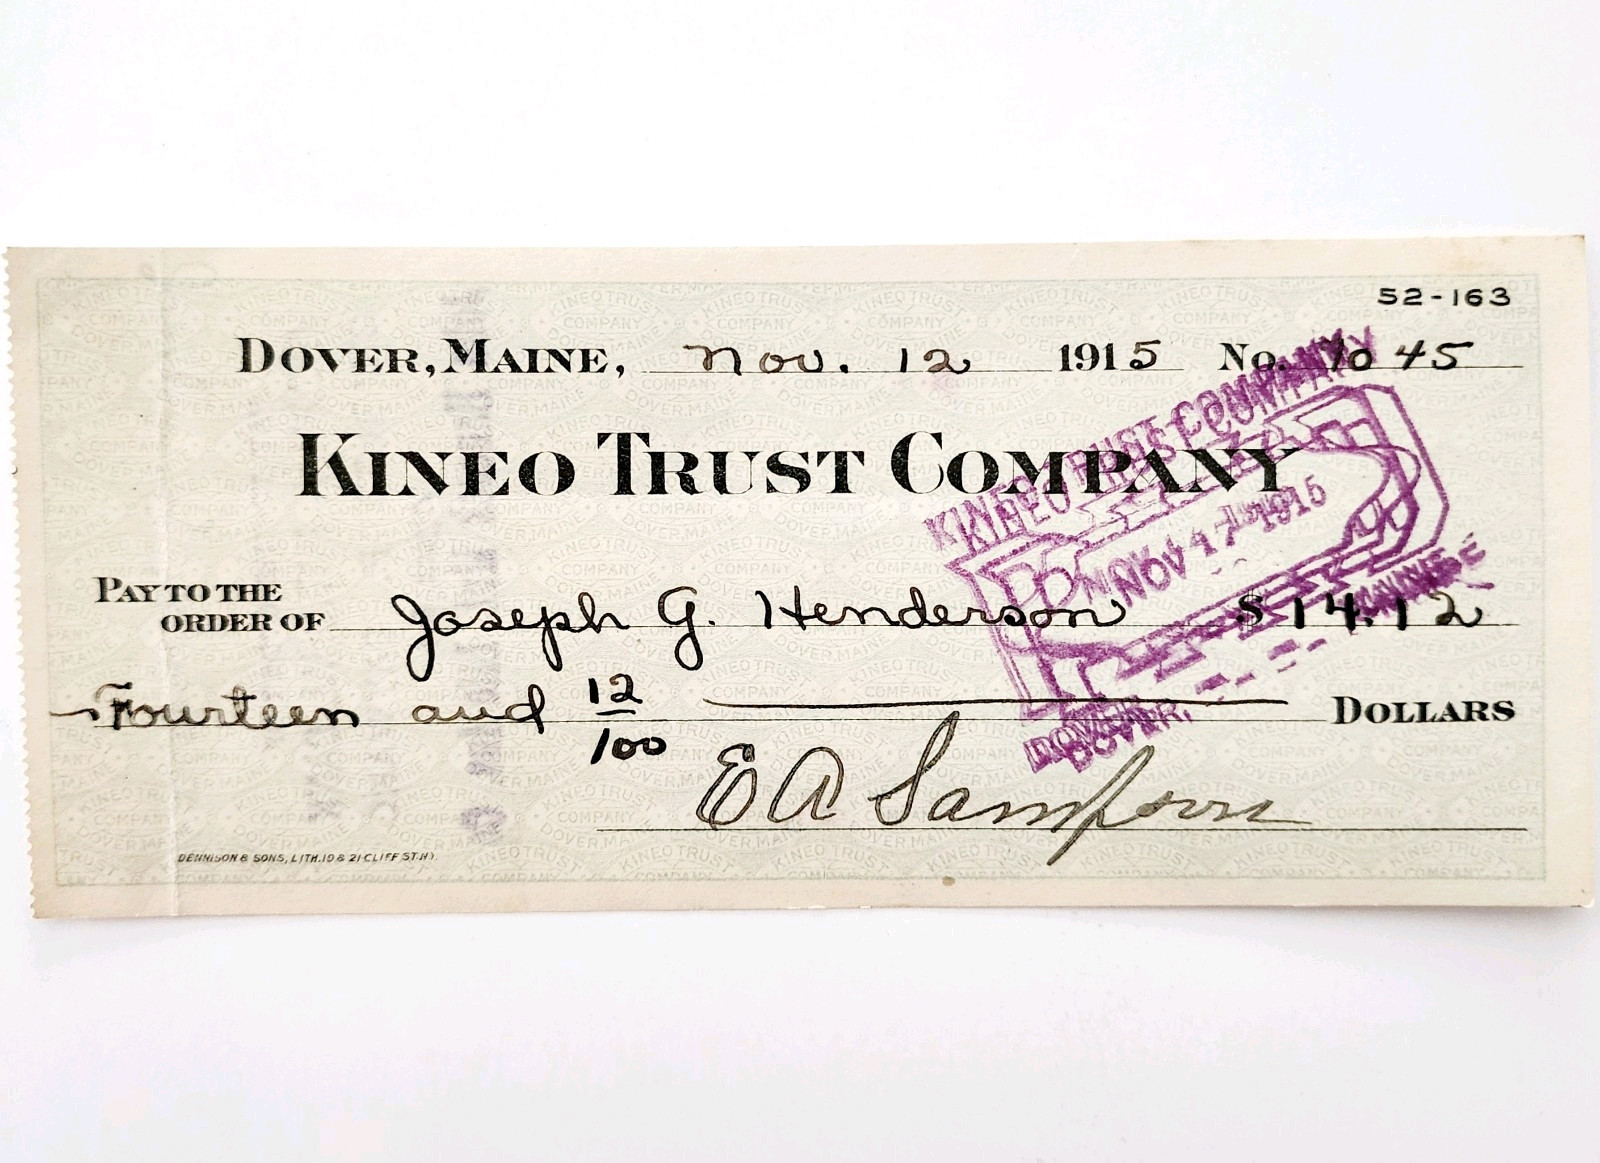 52-163
DOVER, MAINE, Nov. 12 1915 No. 1045
KINEO TRUST COMPANY
KINEO TRUST COMPANY
NOV 17 1915
PAY TO THE
ORDER OF Joseph G. Henderson $14.12
Fourteen and 12/100 DOLLARS
DOVER, MAINE
E A Sampson
DENNISON & SONS, LITH. 19 & 21 CLIFF ST. N.Y.